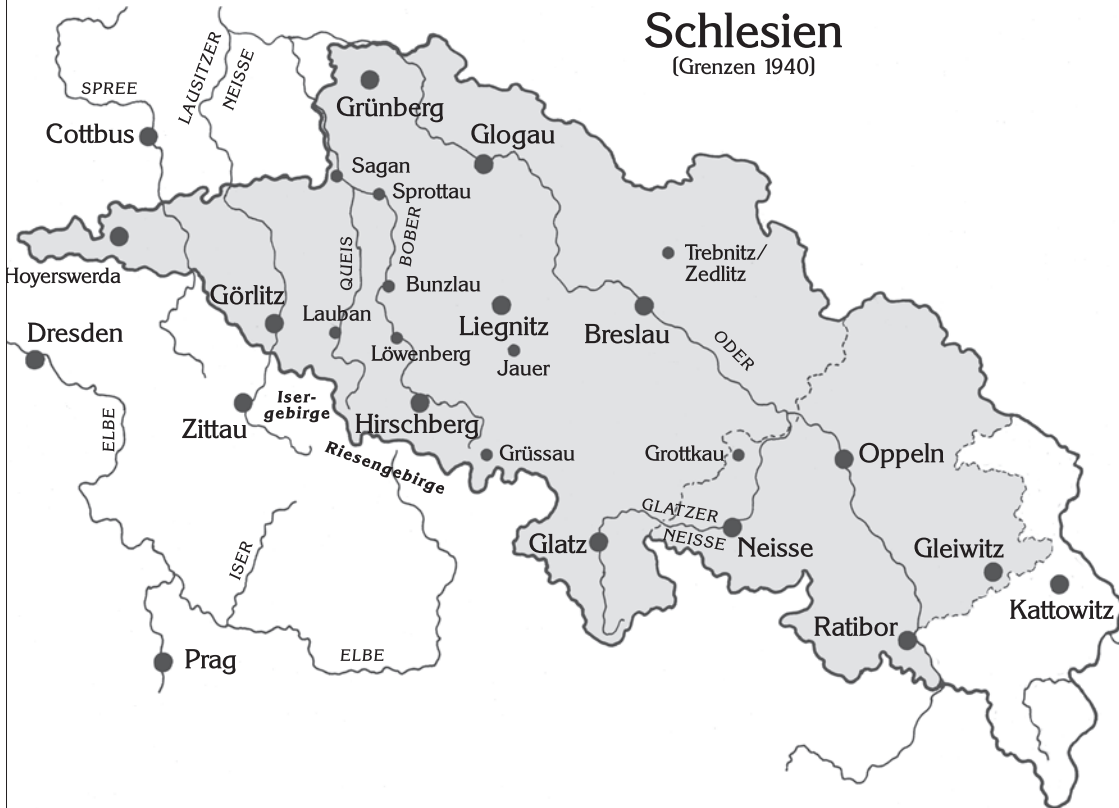 Schlesien
(Grenzen 1940)
SPREE
LAUSITZER
NEISSE
Cottbus
Grünberg
Glogau
Sagan
Sprottau
QUEIS
BOBER
Trebnitz/
Zedlitz
Hoyerswerda
Görlitz
Bunzlau
Lauban
Liegnitz
Breslau
Dresden
Löwenberg
Jauer
ODER
ELBE
Zittau
Iser-
gebirge
Hirschberg
Riesengebirge
Grüssau
Grottkau
Oppeln
GLATZER
NEISSE
Glatz
Neisse
Gleiwitz
ISER
Kattowitz
Ratibor
Prag
ELBE